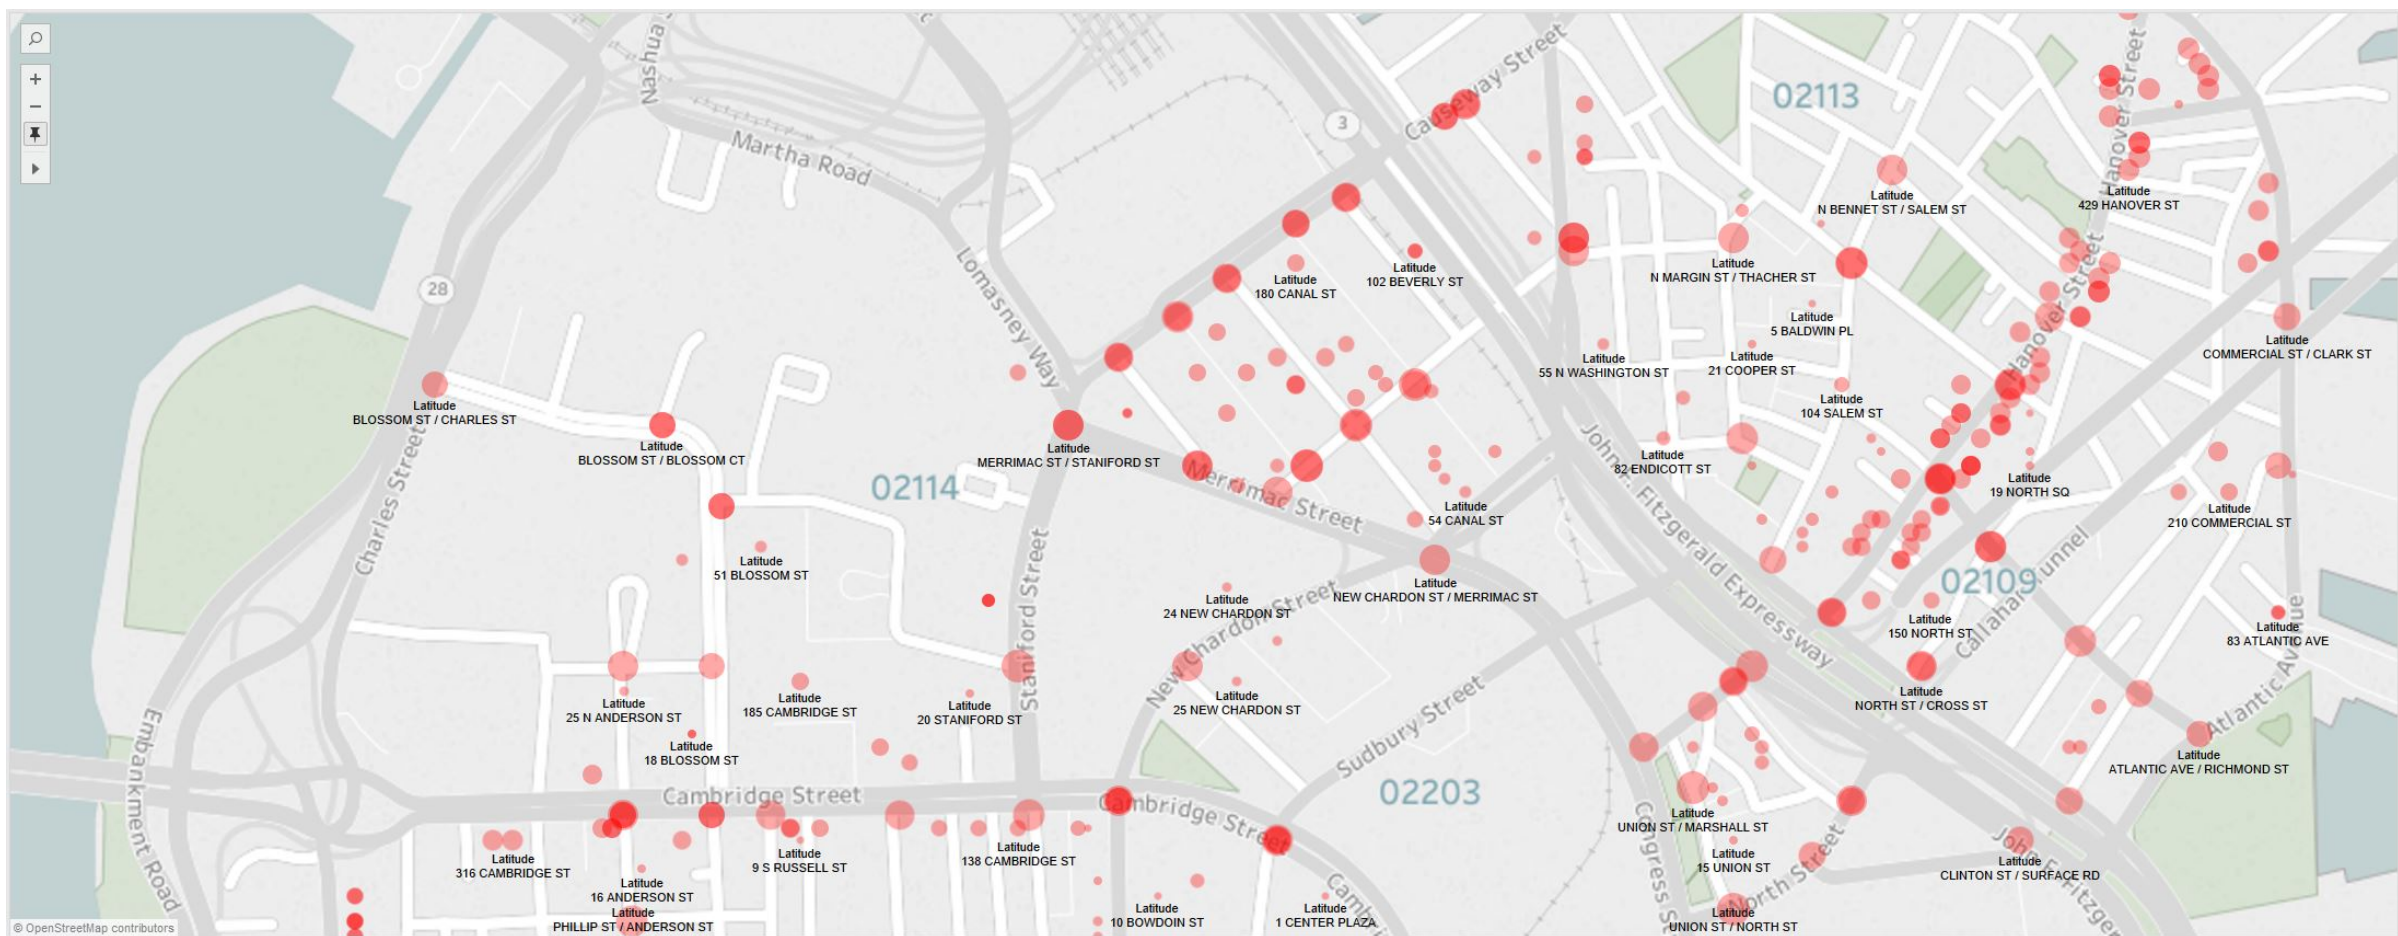 Nashua
Causeway Street
Hanover Street
02113
3
Martha Road
Latitude
N BENNET ST / SALEM ST
Latitude
429 HANOVER ST
28
Lomasney Way
Latitude
180 CANAL ST
Latitude
102 BEVERLY ST
Latitude
N MARGIN ST / THACHER ST
Hanover Street
Latitude
5 BALDWIN PL
Latitude
COMMERCIAL ST / CLARK ST
Latitude
55 N WASHINGTON ST
Latitude
21 COOPER ST
Hanover Street
Latitude
BLOSSOM ST / CHARLES ST
Latitude
104 SALEM ST
Latitude
BLOSSOM ST / BLOSSOM CT
Latitude
MERRIMAC ST / STANIFORD ST
Latitude
82 ENDICOTT ST
Charles Street
02114
Merrimac Street
Latitude
54 CANAL ST
John F. Fitzgerald Expressway
Latitude
19 NORTH SQ
Latitude
210 COMMERCIAL ST
Latitude
51 BLOSSOM ST
Staniford Street
Latitude
24 NEW CHARDON ST
Latitude
NEW CHARDON ST / MERRIMAC ST
02109
Callahan Tunnel
Latitude
150 NORTH ST
Latitude
83 ATLANTIC AVE
New Chardon Street
Latitude
25 N ANDERSON ST
Latitude
185 CAMBRIDGE ST
Latitude
20 STANIFORD ST
Latitude
25 NEW CHARDON ST
Latitude
NORTH ST / CROSS ST
Atlantic Avenue
Latitude
18 BLOSSOM ST
Sudbury Street
Latitude
ATLANTIC AVE / RICHMOND ST
Embankment Road
Cambridge Street
Cambridge Street
02203
Congress St
Latitude
UNION ST / MARSHALL ST
Latitude
316 CAMBRIDGE ST
Latitude
9 S RUSSELL ST
Latitude
138 CAMBRIDGE ST
Latitude
15 UNION ST
North Street
John F. Fitzger
Latitude
CLINTON ST / SURFACE RD
Latitude
16 ANDERSON ST
Latitude
PHILLIP ST / ANDERSON ST
Latitude
10 BOWDOIN ST
Latitude
1 CENTER PLAZA
Cambri
Latitude
UNION ST / NORTH ST
© OpenStreetMap contributors